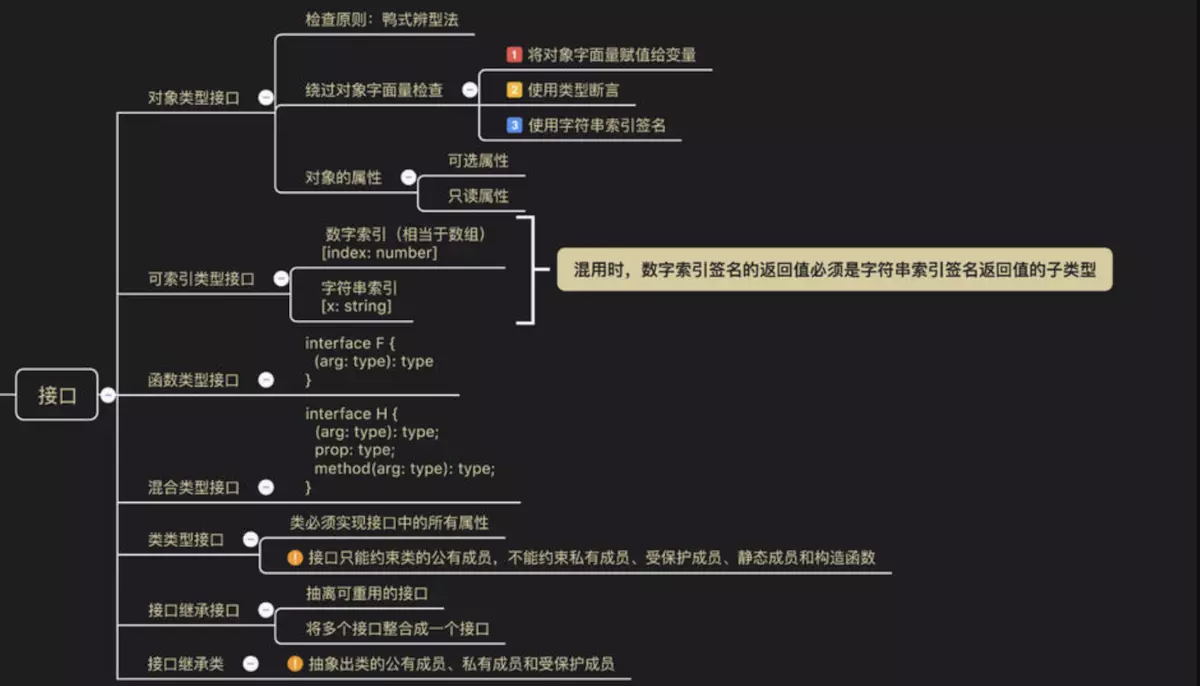 接口
对象类型接口
检查原则：鸭式辨型法
绕过对象字面量检查
1 将对象字面量赋值给变量
2 使用类型断言
3 使用字符串索引签名
对象的属性
可选属性
只读属性
可索引类型接口
数字索引（相当于数组）
[index: number]
字符串索引
[x: string]
混用时，数字索引签名的返回值必须是字符串索引签名返回值的子类型
函数类型接口
interface F {
(arg: type): type
}
混合类型接口
interface H {
(arg: type): type;
prop: type;
method(arg: type): type;
}
类类型接口
类必须实现接口中的所有属性
! 接口只能约束类的公有成员，不能约束私有成员、受保护成员、静态成员和构造函数
接口继承接口
抽离可重用的接口
将多个接口整合成一个接口
接口继承类
! 抽象出类的公有成员、私有成员和受保护成员